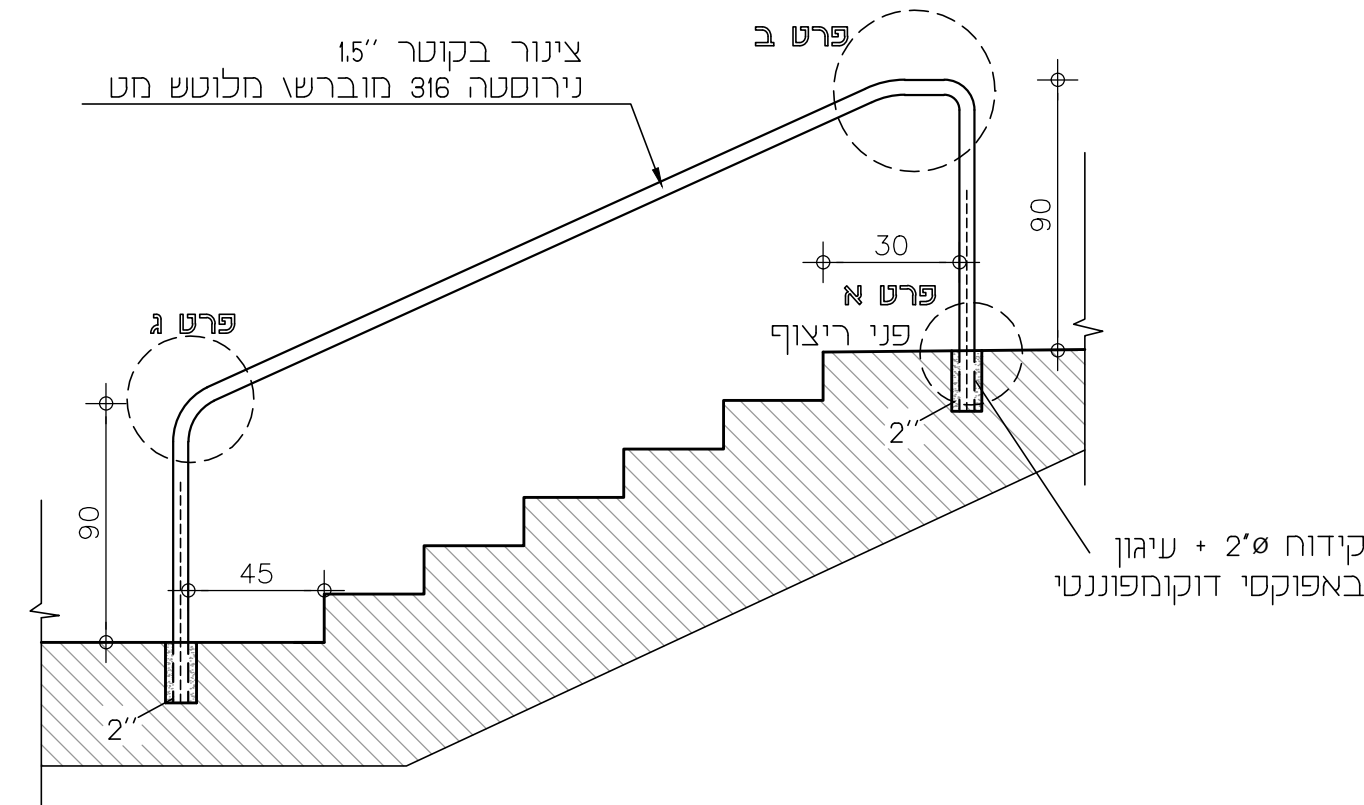 צינור בקוטר 1.5''
נירוסטה 316 מוברש\ מלוטש מט
פרט ב
90
30
פרט א
פני ריצוף
פרט ג
2''
90
45
קידוח 2'ø + עיגון
באפוקסי דוקומפוננטי
2''